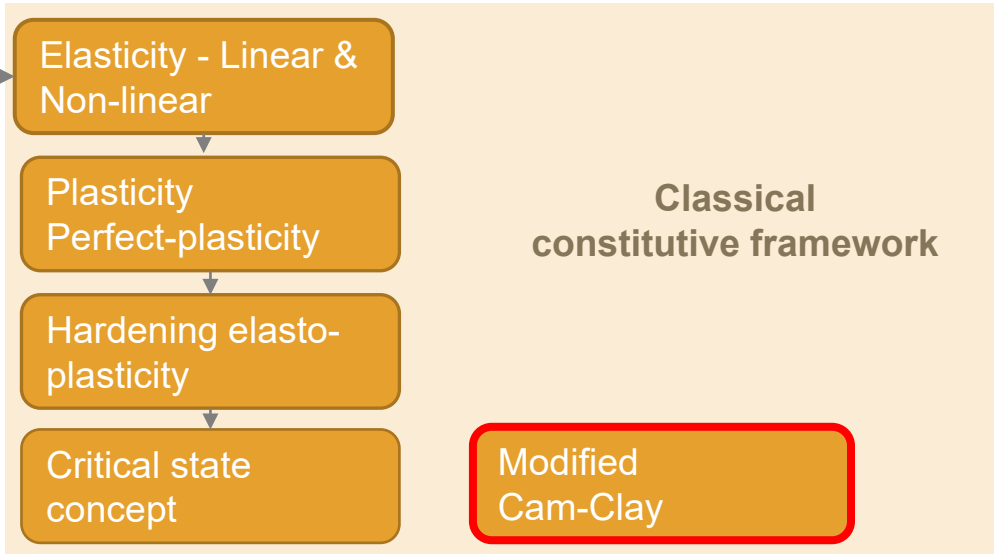 Elasticity - Linear &
Non-linear
Plasticity
Perfect-plasticity
Classical
constitutive framework
Hardening elasto-
plasticity
Critical state
concept
Modified
Cam-Clay